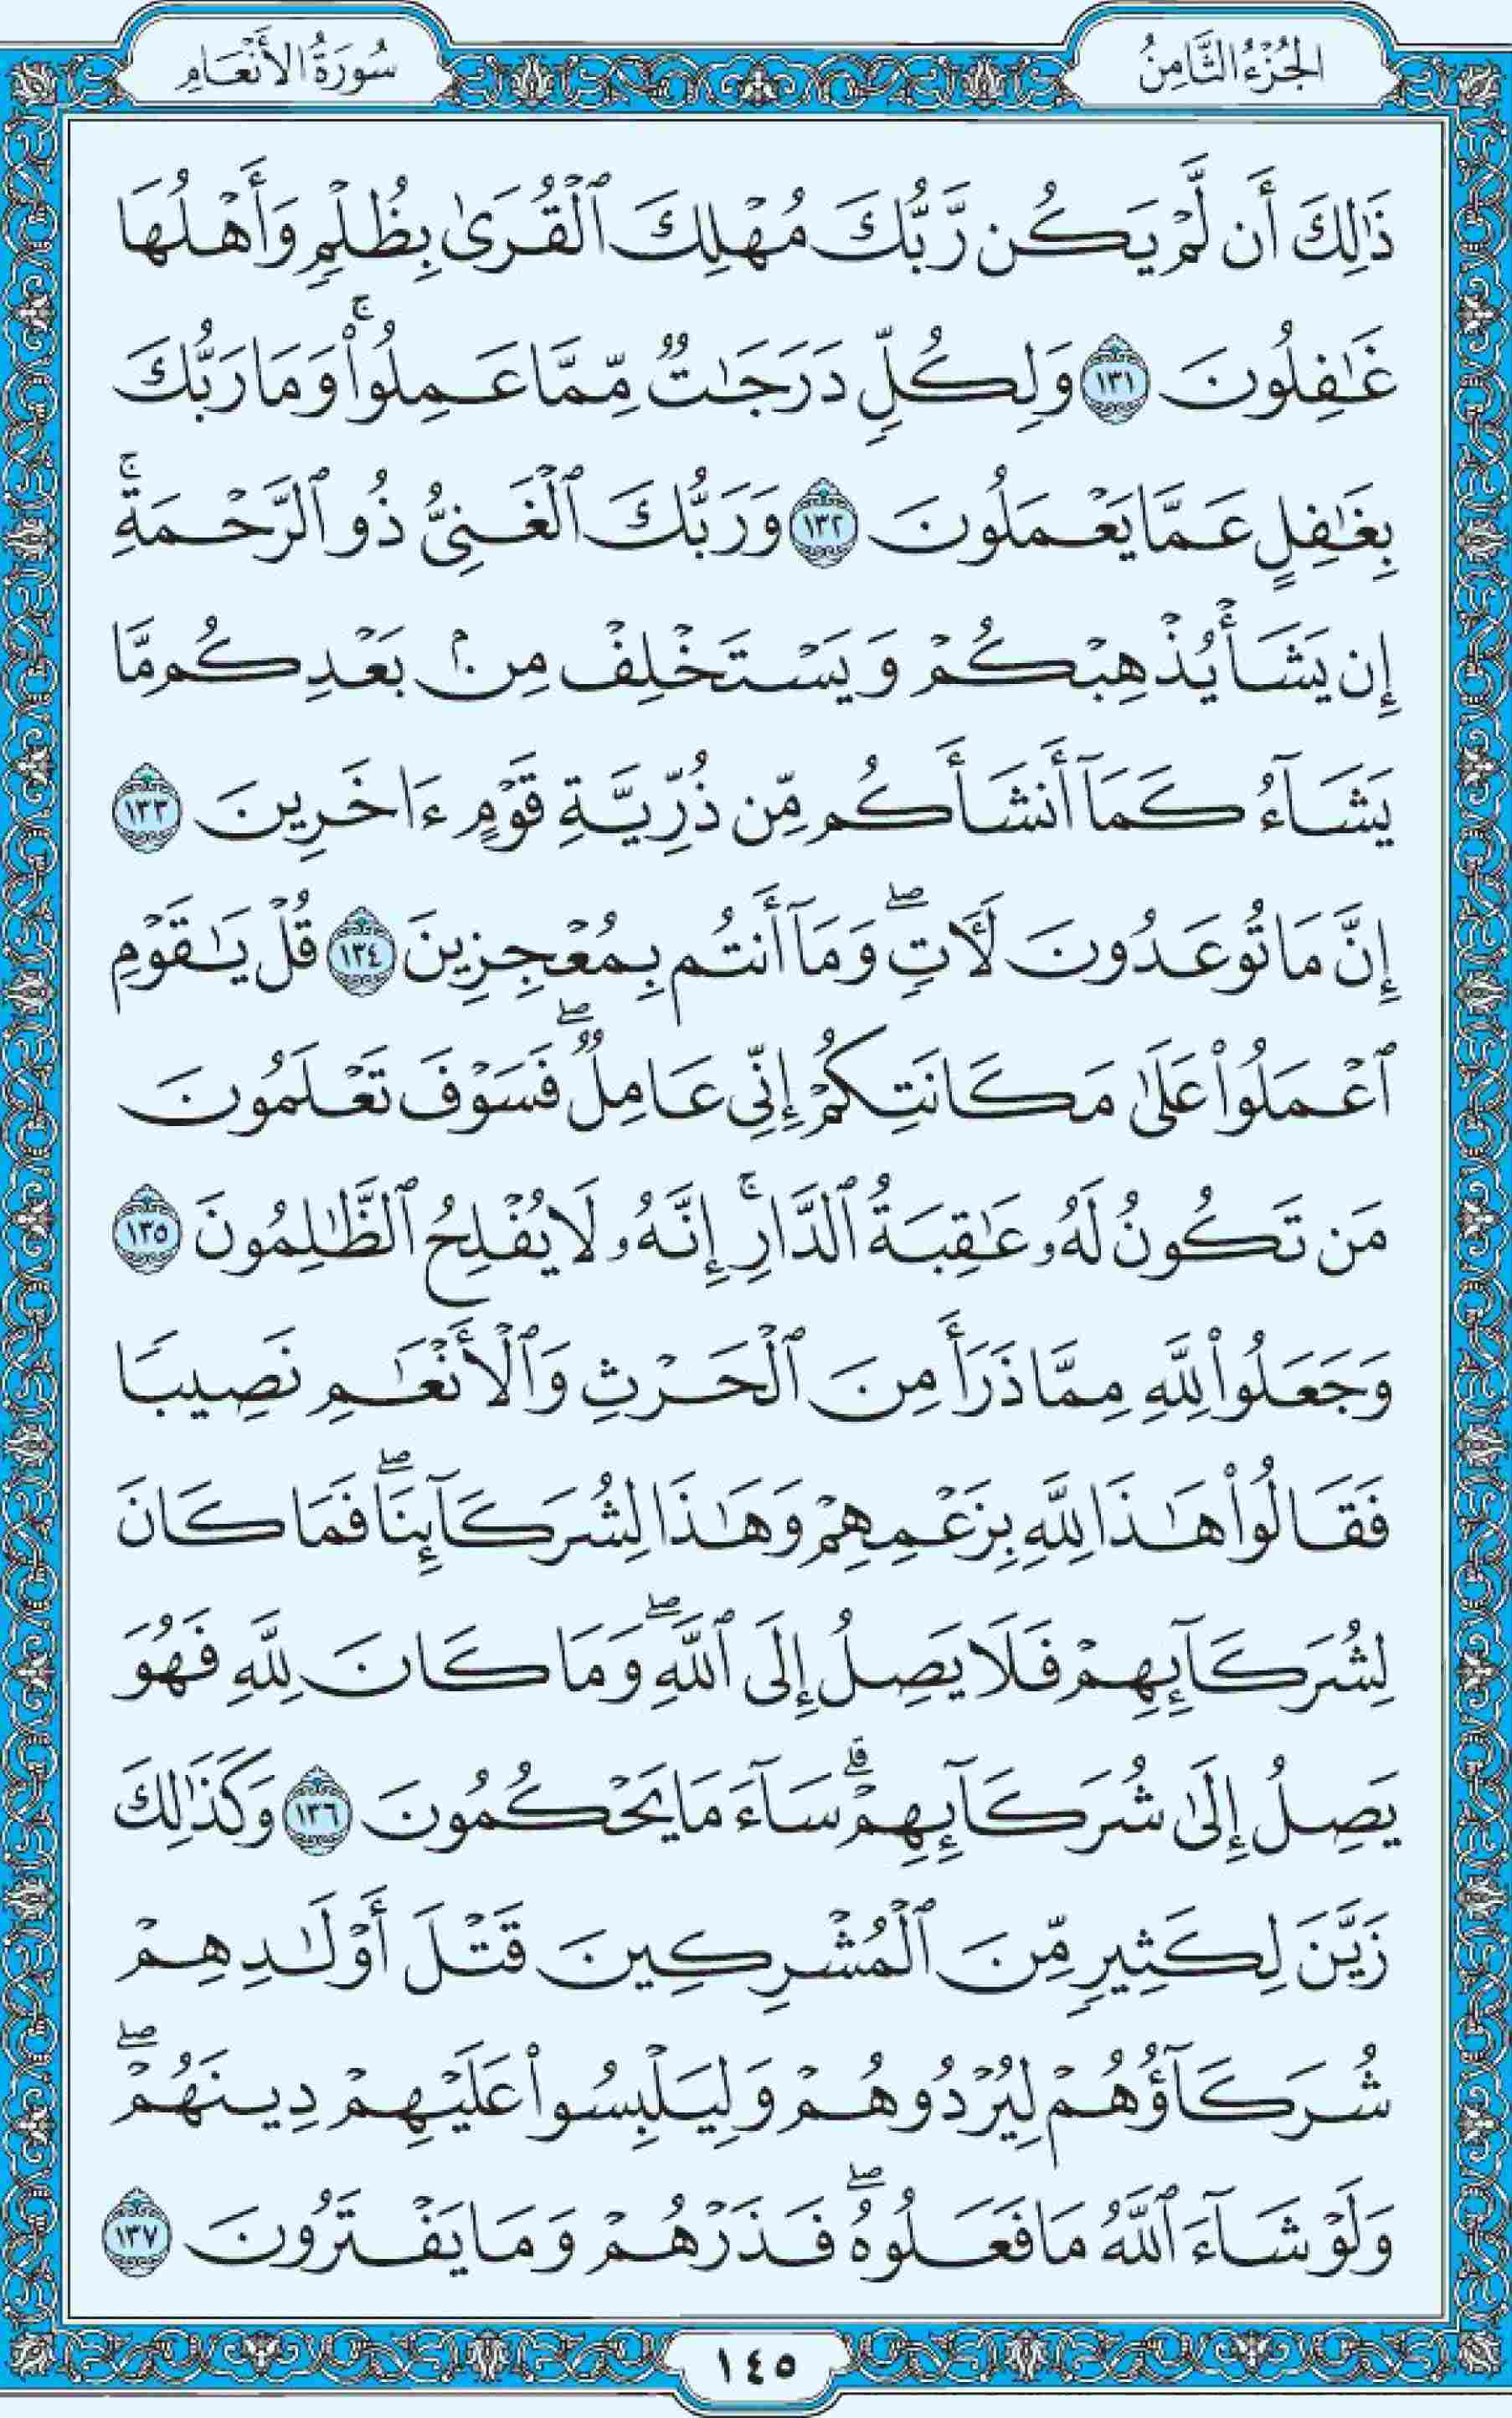 الجُزْءُ الثَّامِنُ
سُورَةُ الأَنْعَامِ
ذَٰلِكَ أَن لَّمْ يَكُن رَّبُّكَ مُهْلِكَ ٱلْقُرَىٰ بِظُلْمٍ وَأَهْلُهَا
غَٰفِلُونَ ١٣١ وَلِكُلٍّ دَرَجَٰتٌ مِّمَّا عَمِلُوا۟ ۚ وَمَا رَبُّكَ
بِغَٰفِلٍ عَمَّا يَعْمَلُونَ ١٣٢ وَرَبُّكَ ٱلْغَنِىُّ ذُو ٱلرَّحْمَةِ ۚ
إِن يَشَأْ يُذْهِبْكُمْ وَيَسْتَخْلِفْ مِنۢ بَعْدِكُم مَّا
يَشَآءُ كَمَآ أَنشَأَكُم مِّن ذُرِّيَّةِ قَوْمٍ ءَاخَرِينَ ١٣٣
إِنَّ مَا تُوعَدُونَ لَـَٔاتٍ ۖ وَمَآ أَنتُم بِمُعْجِزِينَ ١٣٤ قُلْ يَٰقَوْمِ
ٱعْمَلُوا۟ عَلَىٰ مَكَانَتِكُمْ إِنِّى عَامِلٌ ۖ فَسَوْفَ تَعْلَمُونَ
مَن تَكُونُ لَهُۥ عَٰقِبَةُ ٱلدَّارِ ۚ إِنَّهُۥ لَا يُفْلِحُ ٱلظَّٰلِمُونَ ١٣٥
وَجَعَلُوا۟ لِلَّهِ مِمَّا ذَرَأَ مِنَ ٱلْحَرْثِ وَٱلْأَنْعَٰمِ نَصِيبًا
فَقَالُوا۟ هَٰذَا لِلَّهِ بِزَعْمِهِمْ وَهَٰذَا لِشُرَكَآئِنَا ۖ فَمَا كَانَ
لِشُرَكَآئِهِمْ فَلَا يَصِلُ إِلَى ٱللَّهِ ۖ وَمَا كَانَ لِلَّهِ فَهُوَ
يَصِلُ إِلَىٰ شُرَكَآئِهِمْ ۗ سَآءَ مَا يَحْكُمُونَ ١٣٦ وَكَذَٰلِكَ
زَيَّنَ لِكَثِيرٍ مِّنَ ٱلْمُشْرِكِينَ قَتْلَ أَوْلَٰدِهِمْ
شُرَكَآؤُهُمْ لِيُرْدُوهُمْ وَلِيَلْبِسُوا۟ عَلَيْهِمْ دِينَهُمْ ۖ
وَلَوْ شَآءَ ٱللَّهُ مَا فَعَلُوهُ ۖ فَذَرْهُمْ وَمَا يَفْتَرُونَ ١٣٧
١٤٥